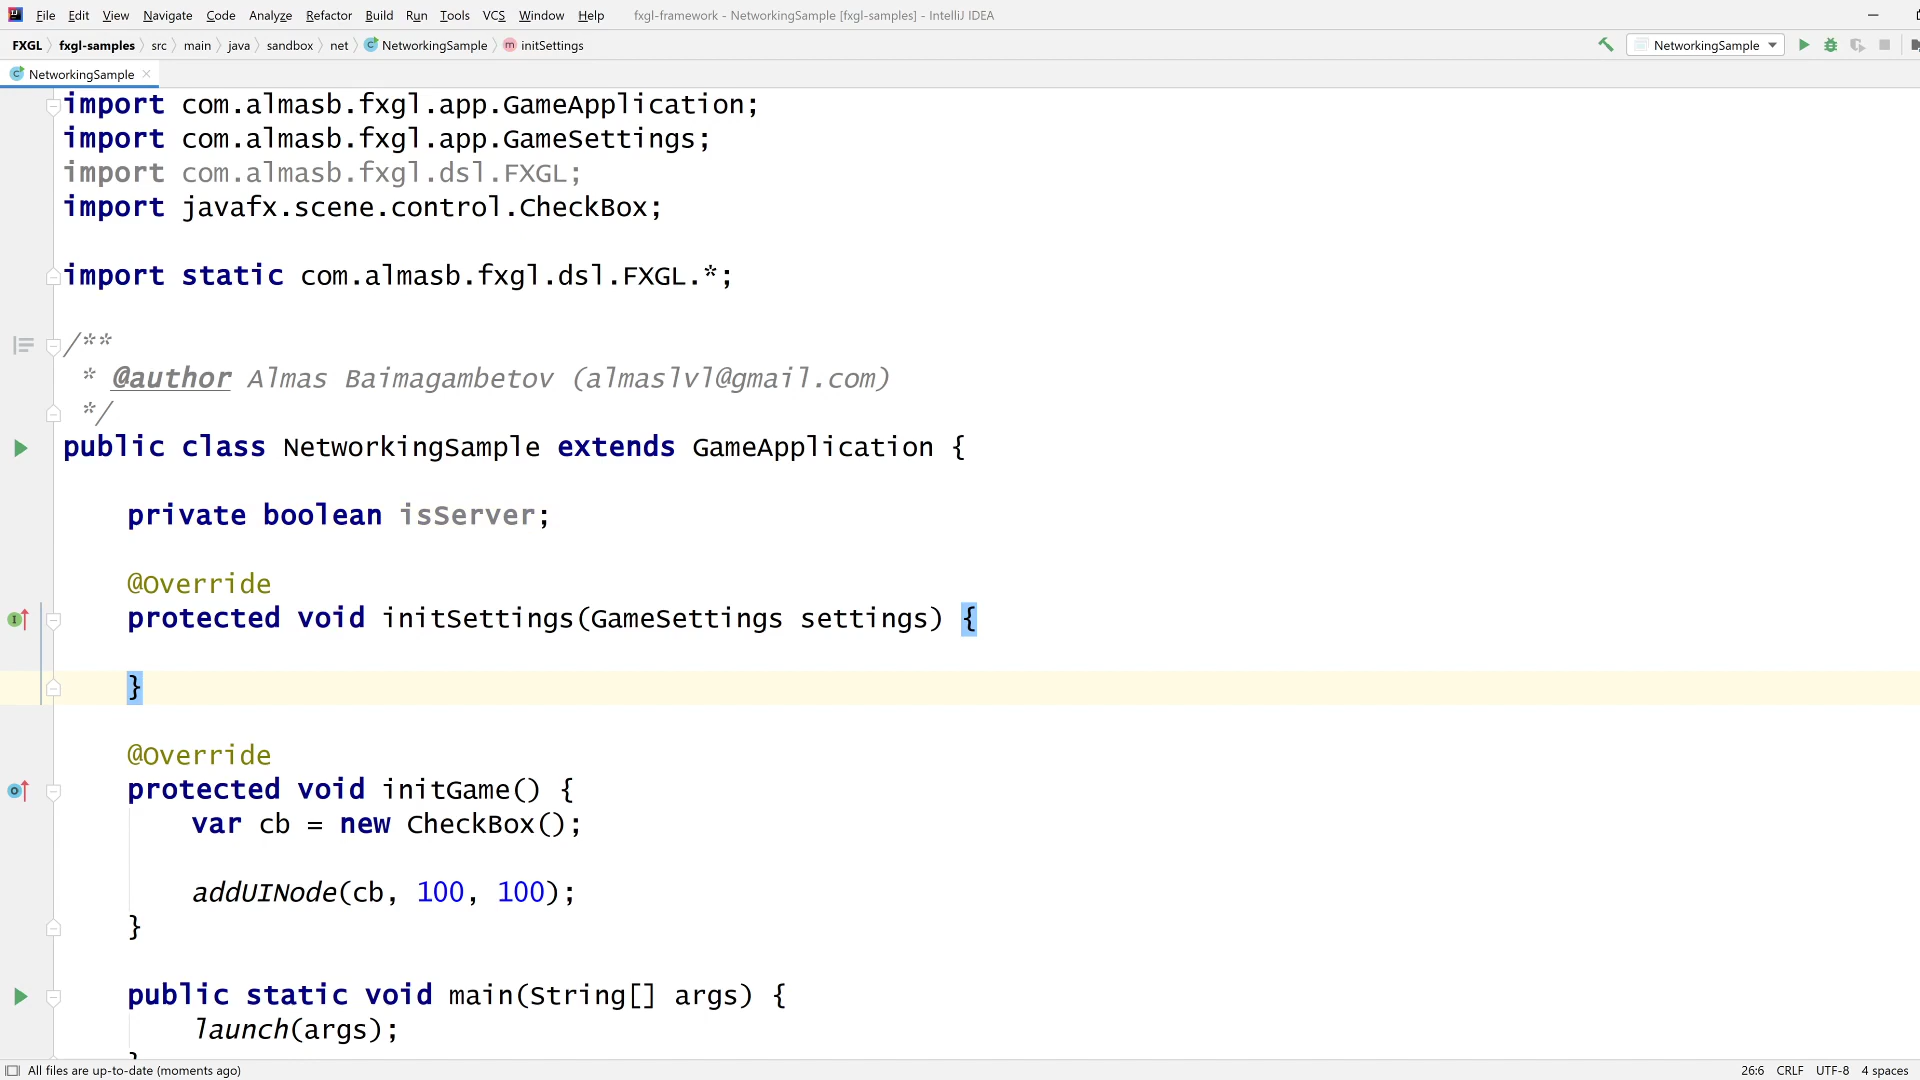 File Edit View Navigate Code Analyze Refactor Build Run Tools VCS Window Help fxgl-framework - NetworkingSample [fxgl-samples] - IntelliJ IDEA
FXGL fxgl-samples src main java sandbox net NetworkingSample initSettings NetworkingSample
NetworkingSample
import com.almasb.fxgl.app.GameApplication;
import com.almasb.fxgl.app.GameSettings;
import com.almasb.fxgl.dsl.FXGL;
import javafx.scene.control.CheckBox;
import static com.almasb.fxgl.dsl.FXGL.*;
/**
* @author Almas Baimagambetov (almaslvl@gmail.com)
*/
public class NetworkingSample extends GameApplication {
private boolean isServer;
@Override
protected void initSettings(GameSettings settings) {
}
@Override
protected void initGame() {
var cb = new CheckBox();
addUINode(cb, 100, 100);
}
public static void main(String[] args) {
launch(args);
}
All files are up-to-date (moments ago) 26:6 CRLF UTF-8 4 spaces